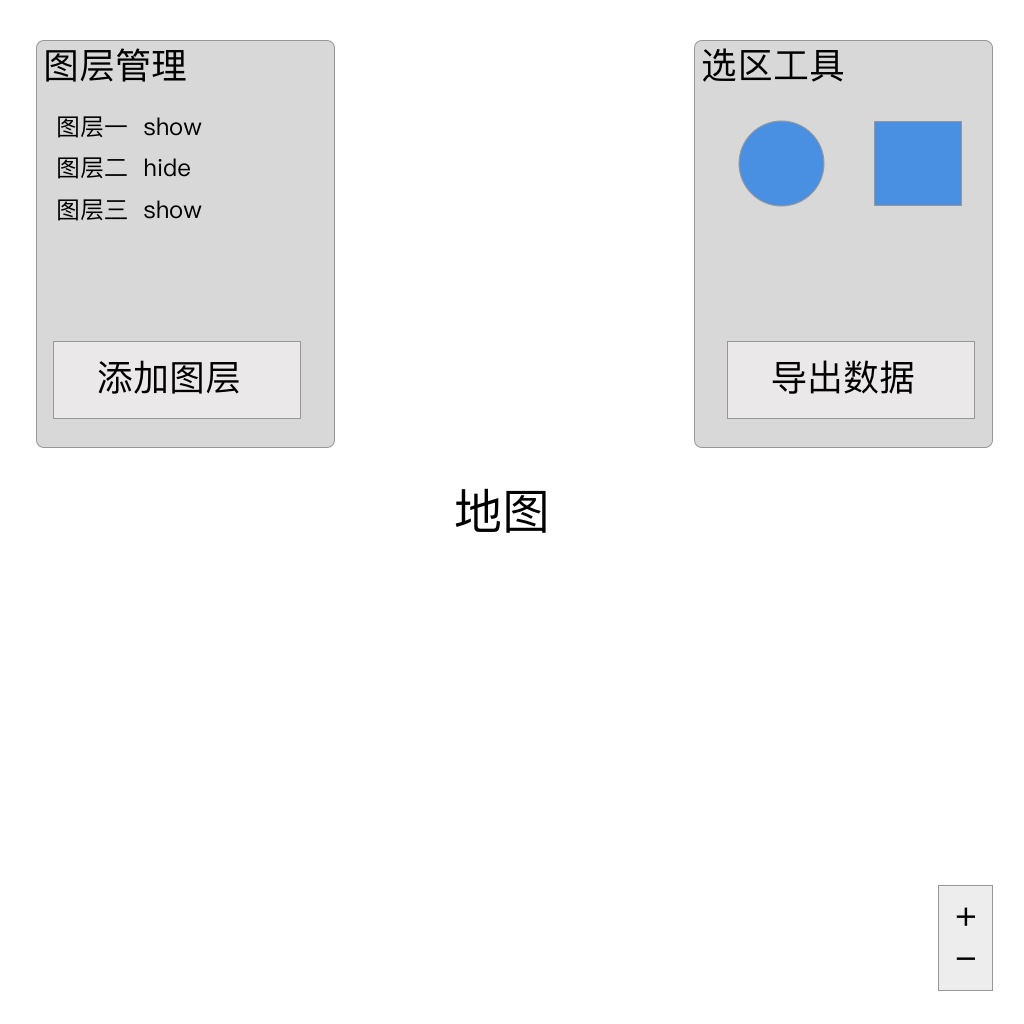 图层管理
图层一 show
图层二 hide
图层三 show
添加图层
选区工具
导出数据
地图
+
−